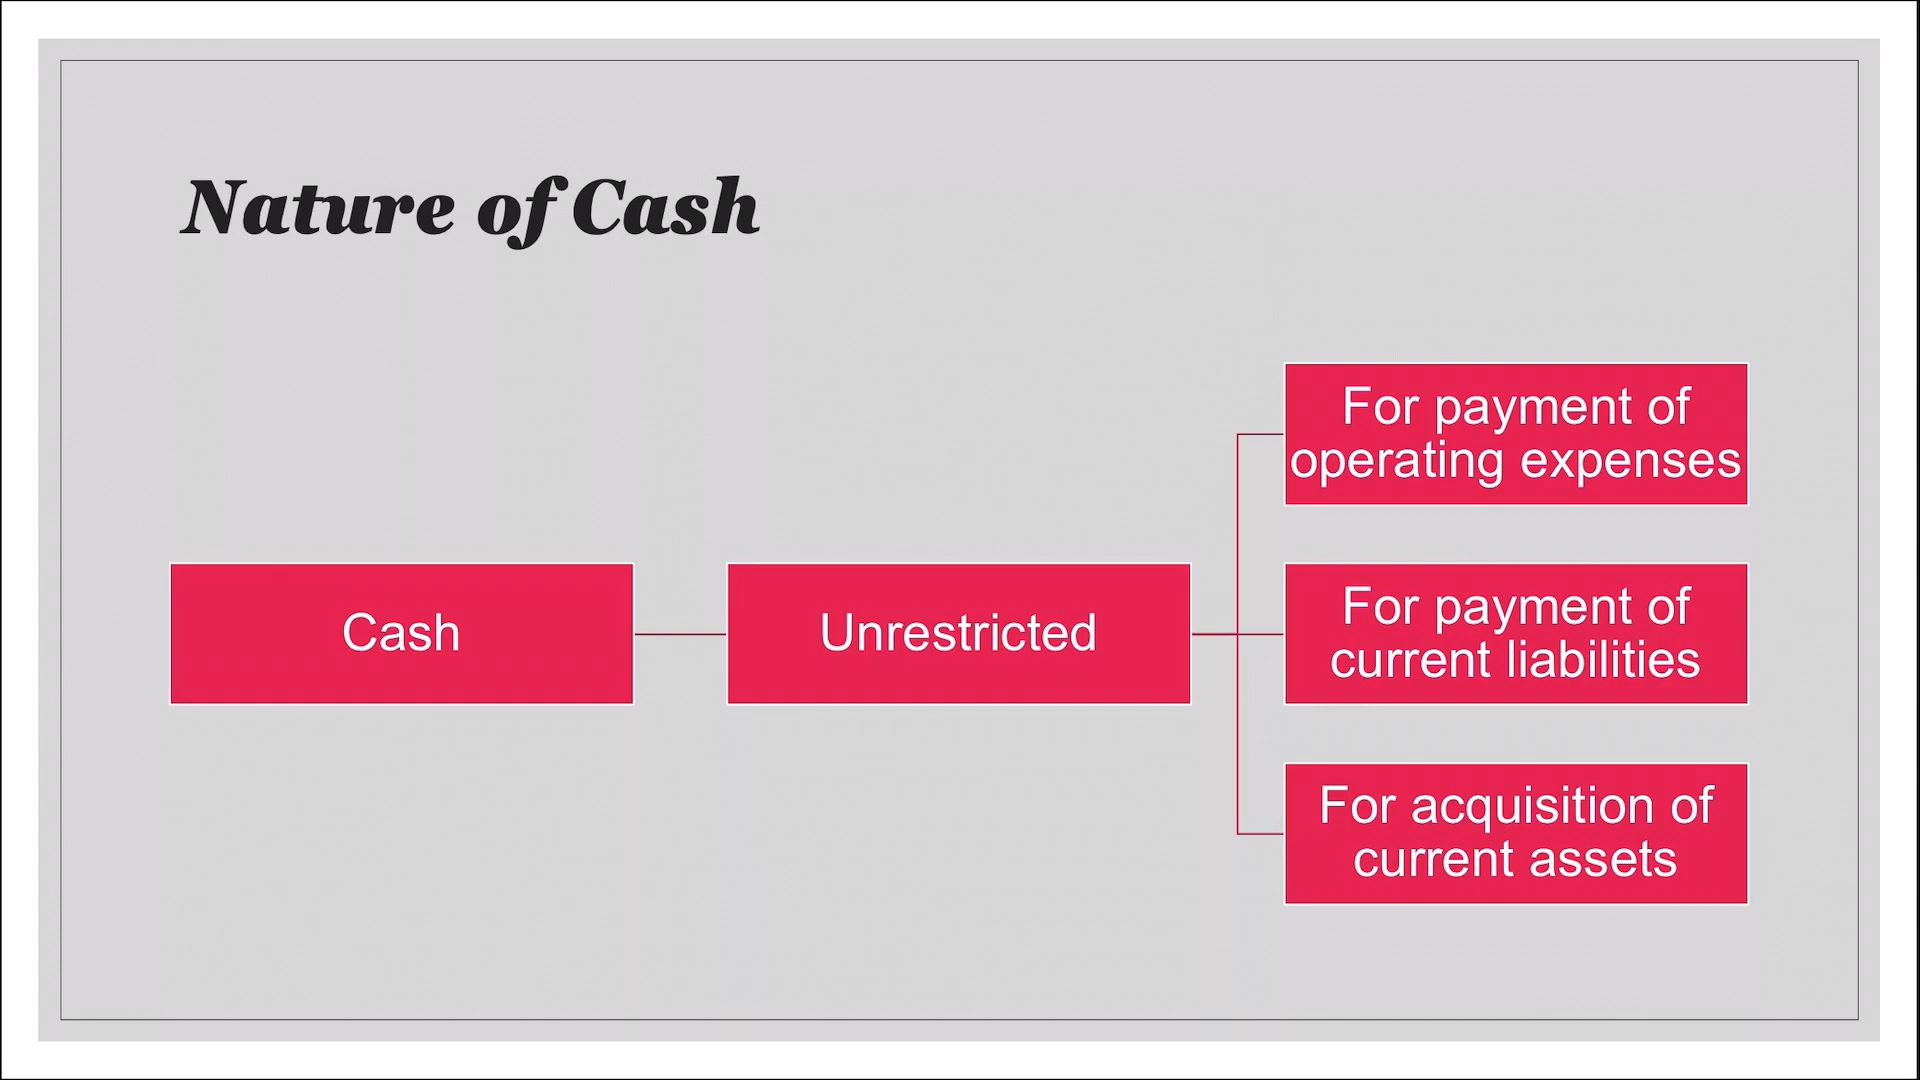 Nature of Cash
Cash
Unrestricted
For payment of
operating expenses
For payment of
current liabilities
For acquisition of
current assets